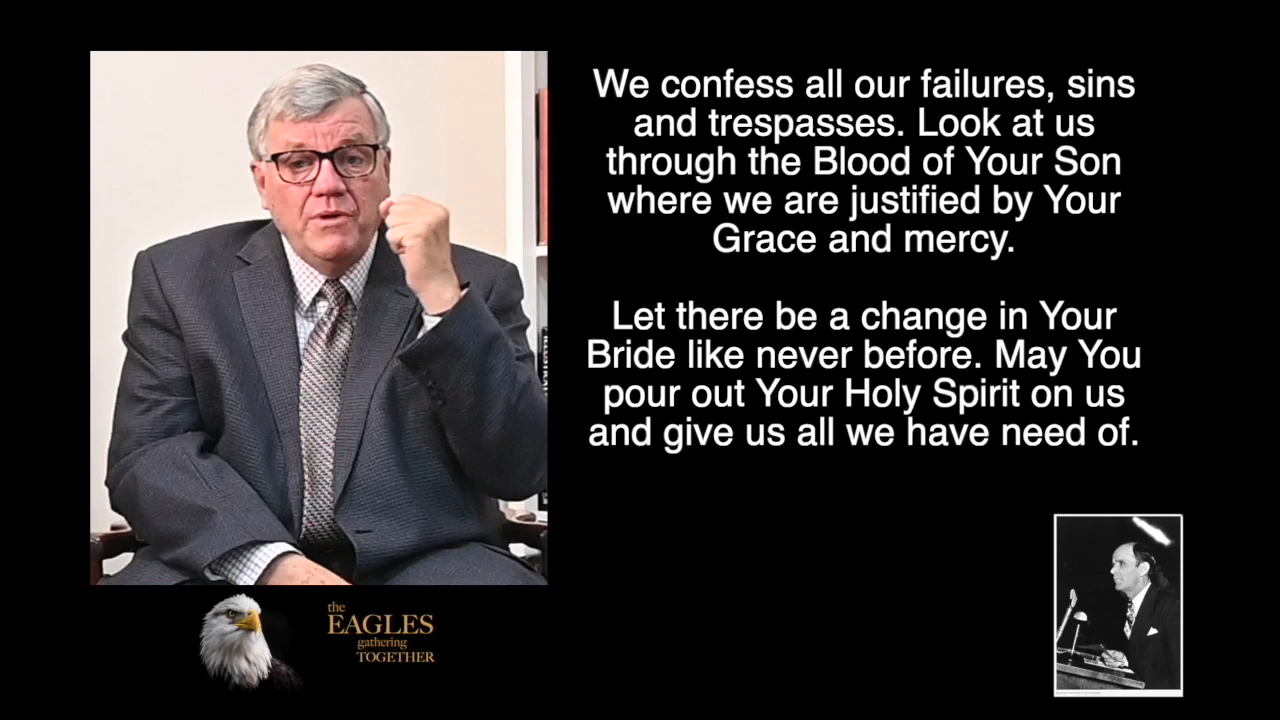 We confess all our failures, sins
and trespasses. Look at us
through the Blood of Your Son
where we are justified by Your
Grace and mercy.
Let there be a change in Your
Bride like never before. May You
pour out Your Holy Spirit on us
and give us all we have need of.
the
EAGLES
gathering
TOGETHER